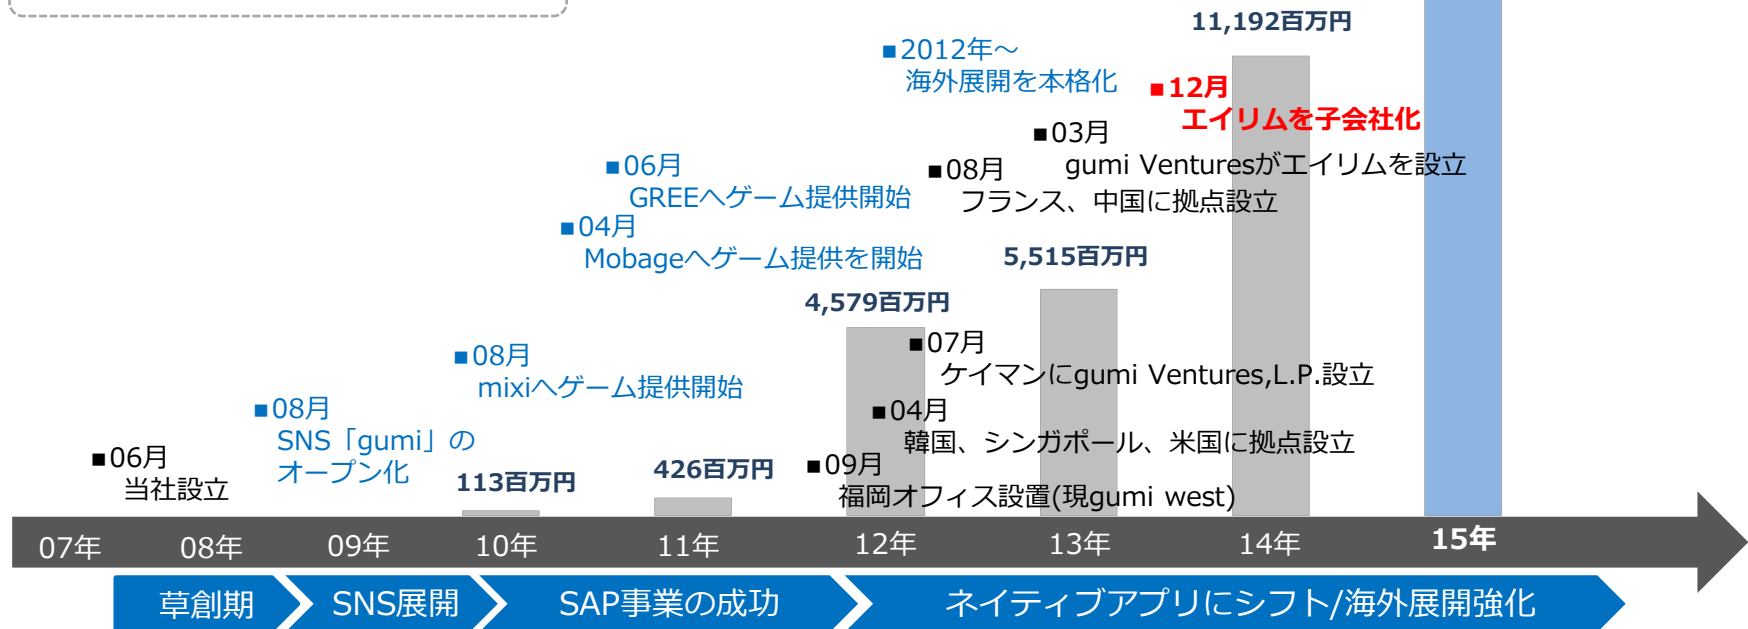 11,192百万円
■2012年～
海外展開を本格化
■12月
エイリムを子会社化
■03月
gumi Venturesがエイリムを設立
■06月
GREEへゲーム提供開始
■08月
フランス、中国に拠点設立
■04月
Mobageへゲーム提供を開始
5,515百万円
4,579百万円
■07月
ケイマンにgumi Ventures,L.P.設立
■08月
mixiへゲーム提供開始
■08月
SNS「gumi」の
オープン化
■04月
韓国、シンガポール、米国に拠点設立
■06月
当社設立
113百万円
426百万円
■09月
福岡オフィス設置(現gumi west)
07年 08年 09年 10年 11年 12年 13年 14年 15年
草創期 SNS展開 SAP事業の成功 ネイティブアプリにシフト/海外展開強化